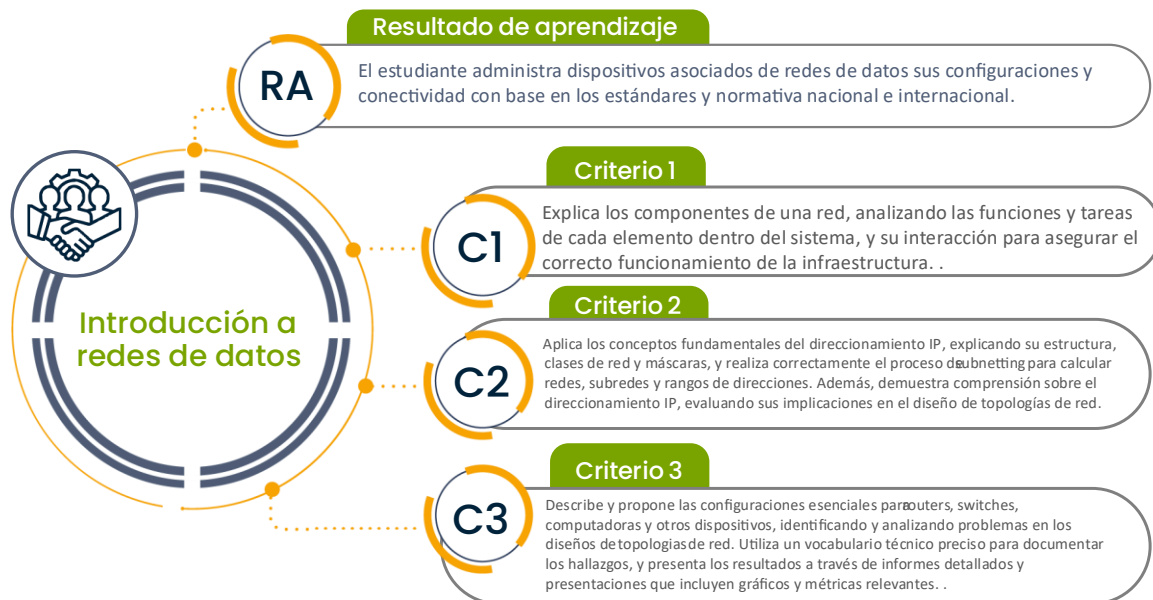 Resultado de aprendizaje
RA
El estudiante administra dispositivos asociados de redes de datos sus configuraciones y
conectividad con base en los estándares y normativa nacional e internacional.
Introducción a
redes de datos
Criterio 1
C1
Explica los componentes de una red, analizando las funciones y tareas
de cada elemento dentro del sistema, y su interacción para asegurar el
correcto funcionamiento de la infraestructura. .
Criterio 2
C2
Aplica los conceptos fundamentales del direccionamiento IP, explicando su estructura,
clases de red y máscaras, y realiza correctamente el proceso de subnetting para calcular
redes, subredes y rangos de direcciones. Además, demuestra comprensión sobre el
direccionamiento IP, evaluando sus implicaciones en el diseño de topologías de red.
Criterio 3
C3
Describe y propone las configuraciones esenciales para routers, switches,
computadoras y otros dispositivos, identificando y analizando problemas en los
diseños de topologias de red. Utiliza un vocabulario técnico preciso para documentar
los hallazgos, y presenta los resultados a través de informes detallados y
presentaciones que incluyen gráficos y métricas relevantes. .